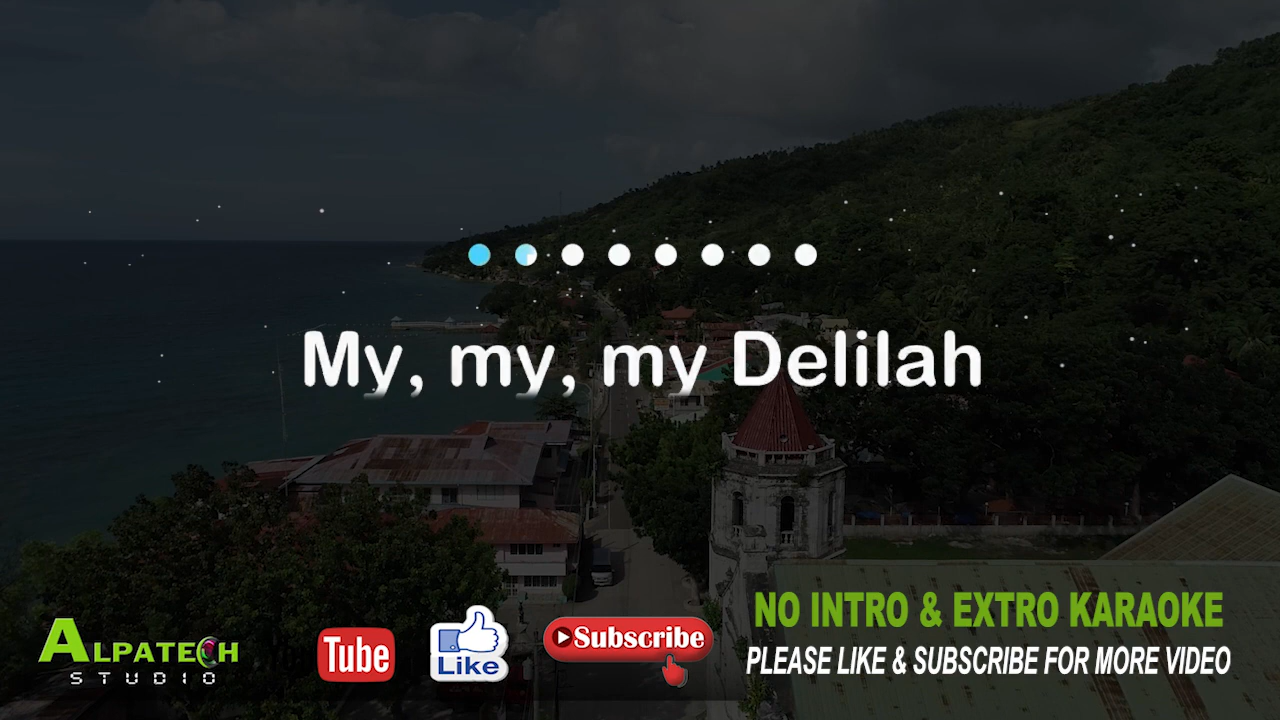 My, my, my Delilah
NO INTRO & EXTRO KARAOKE
PLEASE LIKE & SUBSCRIBE FOR MORE VIDEO
ALPATECH
STUDIO
Tube
Like
Subscribe